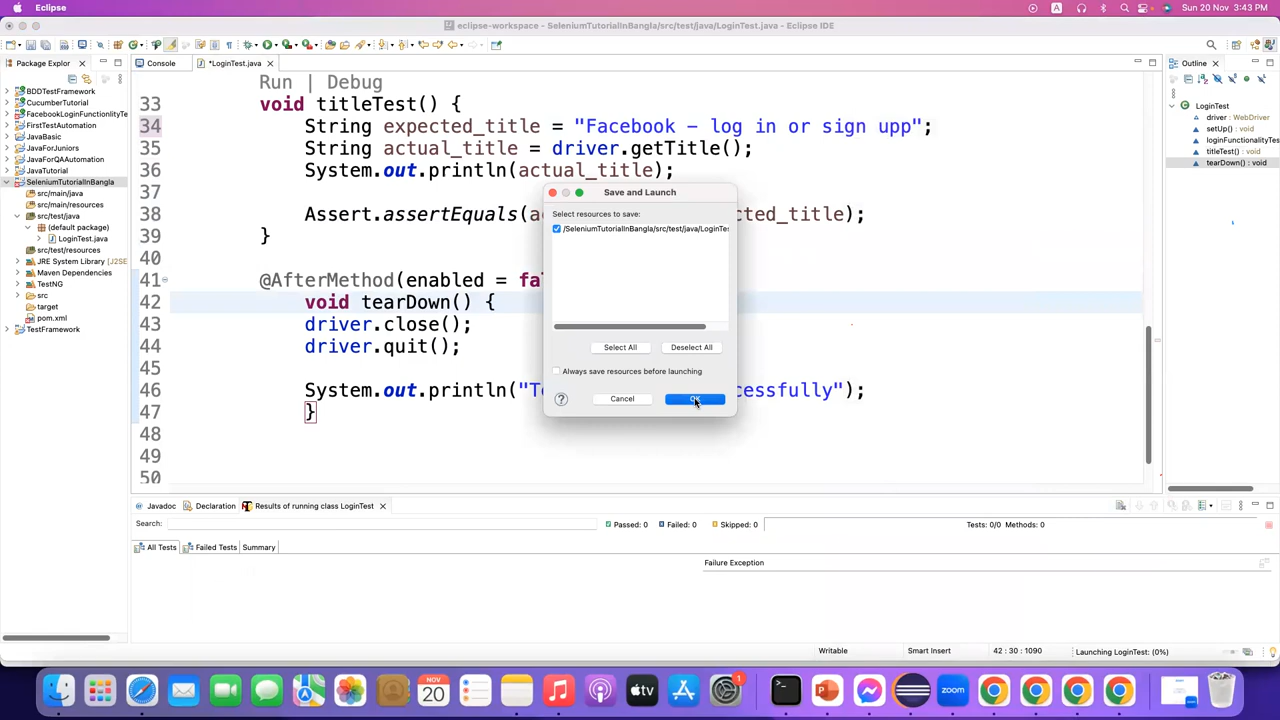 Eclipse
Sun 20 Nov 3:43 PM
eclipse-workspace - SeleniumTutorialInBangla/src/test/java/LoginTest.java - Eclipse IDE
Package Explor
Console
*LoginTest.java
Outline
BDDTestFramework
CucumberTutorial
FacebookLoginFunctionlityTe
FirstTestAutomation
JavaBasic
JavaForJuniors
JavaForQAAutomation
JavaTutorial
SeleniumTutorialInBangla
src/main/java
src/main/resources
src/test/java
(default package)
LoginTest.java
src/test/resources
JRE System Library [J2SE
Maven Dependencies
TestNG
src
target
pom.xml
TestFramework
Run | Debug
33 void titleTest() {
34 String expected_title = "Facebook – log in or sign upp";
35 String actual_title = driver.getTitle();
36 System.out.println(actual_title);
37
38 Assert.assertEquals(a cted_title);
39 }
40
41 @AfterMethod(enabled = fa
42 void tearDown() {
43 driver.close();
44 driver.quit();
45
46 System.out.println("T cessfully");
47 }
48
49
50
Save and Launch
Select resources to save:
/SeleniumTutorialInBangla/src/test/java/LoginTes
Select All
Deselect All
Always save resources before launching
?
Cancel
OK
LoginTest
driver : WebDriver
setUp() : void
loginFunctionalityTes
titleTest() : void
tearDown() : void
Javadoc
Declaration
Results of running class LoginTest
Search:
Passed: 0
Failed: 0
Skipped: 0
Tests: 0/0 Methods: 0
All Tests
Failed Tests
Summary
Failure Exception
Writable
Smart Insert
42 : 30 : 1090
Launching LoginTest: (0%)
NOV
20
tv
1
zoom